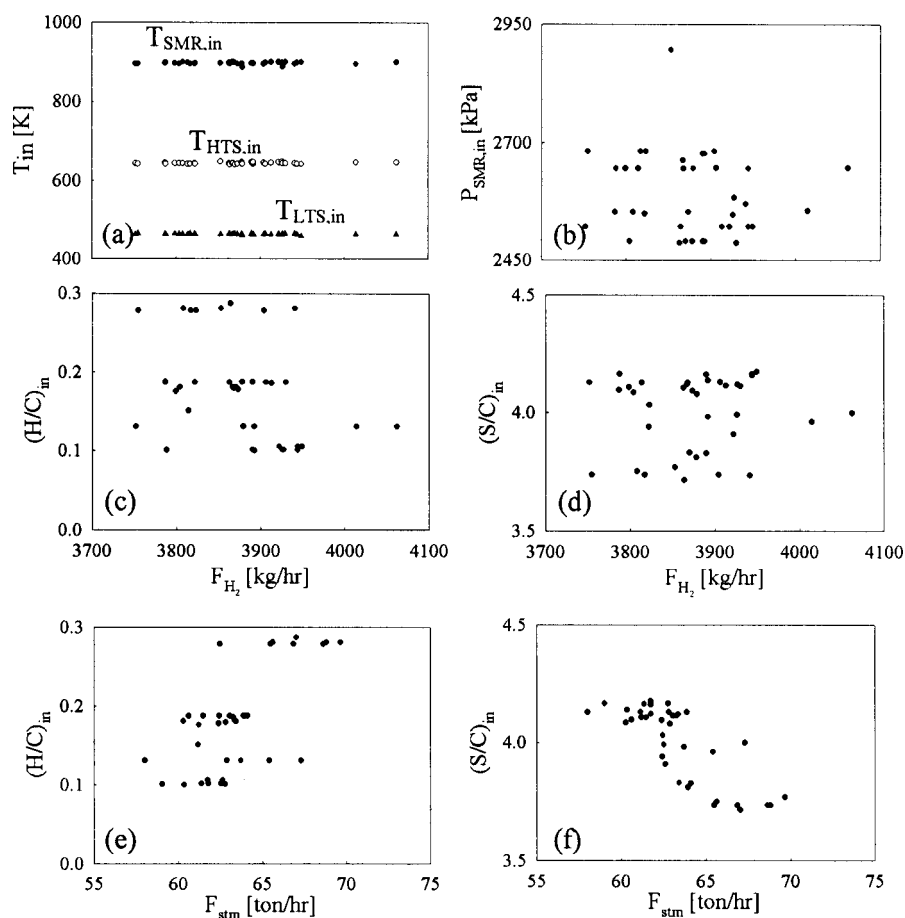 1000
800
600
400
T_in [K]
T_SMR,in
T_HTS,in
T_LTS,in
(a)
2950
2700
2450
P_SMR,in [kPa]
(b)
0.3
0.2
0.1
0.0
(H/C)_in
(c)
3700 3800 3900 4000 4100
F_H₂ [kg/hr]
4.5
4.0
3.5
(S/C)_in
(d)
3700 3800 3900 4000 4100
F_H₂ [kg/hr]
0.3
0.2
0.1
0.0
(H/C)_in
(e)
55 60 65 70 75
F_stm [ton/hr]
4.5
4.0
3.5
(S/C)_in
(f)
55 60 65 70 75
F_stm [ton/hr]